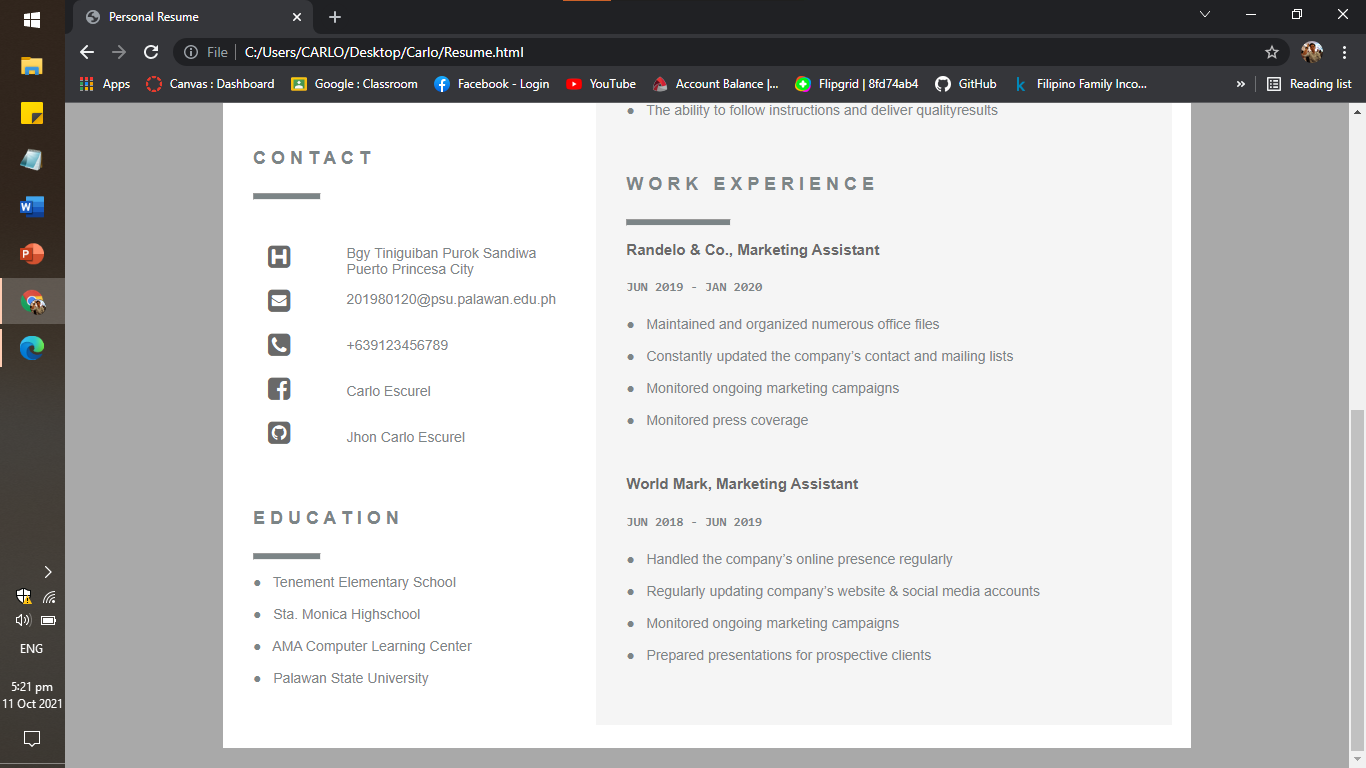 Personal Resume
File
C:/Users/CARLO/Desktop/Carlo/Resume.html
Apps
Canvas : Dashboard
Google : Classroom
Facebook - Login
YouTube
Account Balance |...
Flipgrid | 8fd74ab4
GitHub
Filipino Family Inco...
»
Reading list
CONTACT
Bgy Tiniguiban Purok Sandiwa
Puerto Princesa City
201980120@psu.palawan.edu.ph
+639123456789
Carlo Escurel
Jhon Carlo Escurel
EDUCATION
● Tenement Elementary School
● Sta. Monica Highschool
● AMA Computer Learning Center
● Palawan State University
● The ability to follow instructions and deliver qualityresults
WORK EXPERIENCE
Randelo & Co., Marketing Assistant
JUN 2019 - JAN 2020
● Maintained and organized numerous office files
● Constantly updated the company’s contact and mailing lists
● Monitored ongoing marketing campaigns
● Monitored press coverage
World Mark, Marketing Assistant
JUN 2018 - JUN 2019
● Handled the company’s online presence regularly
● Regularly updating company’s website & social media accounts
● Monitored ongoing marketing campaigns
● Prepared presentations for prospective clients
ENG
5:21 pm
11 Oct 2021